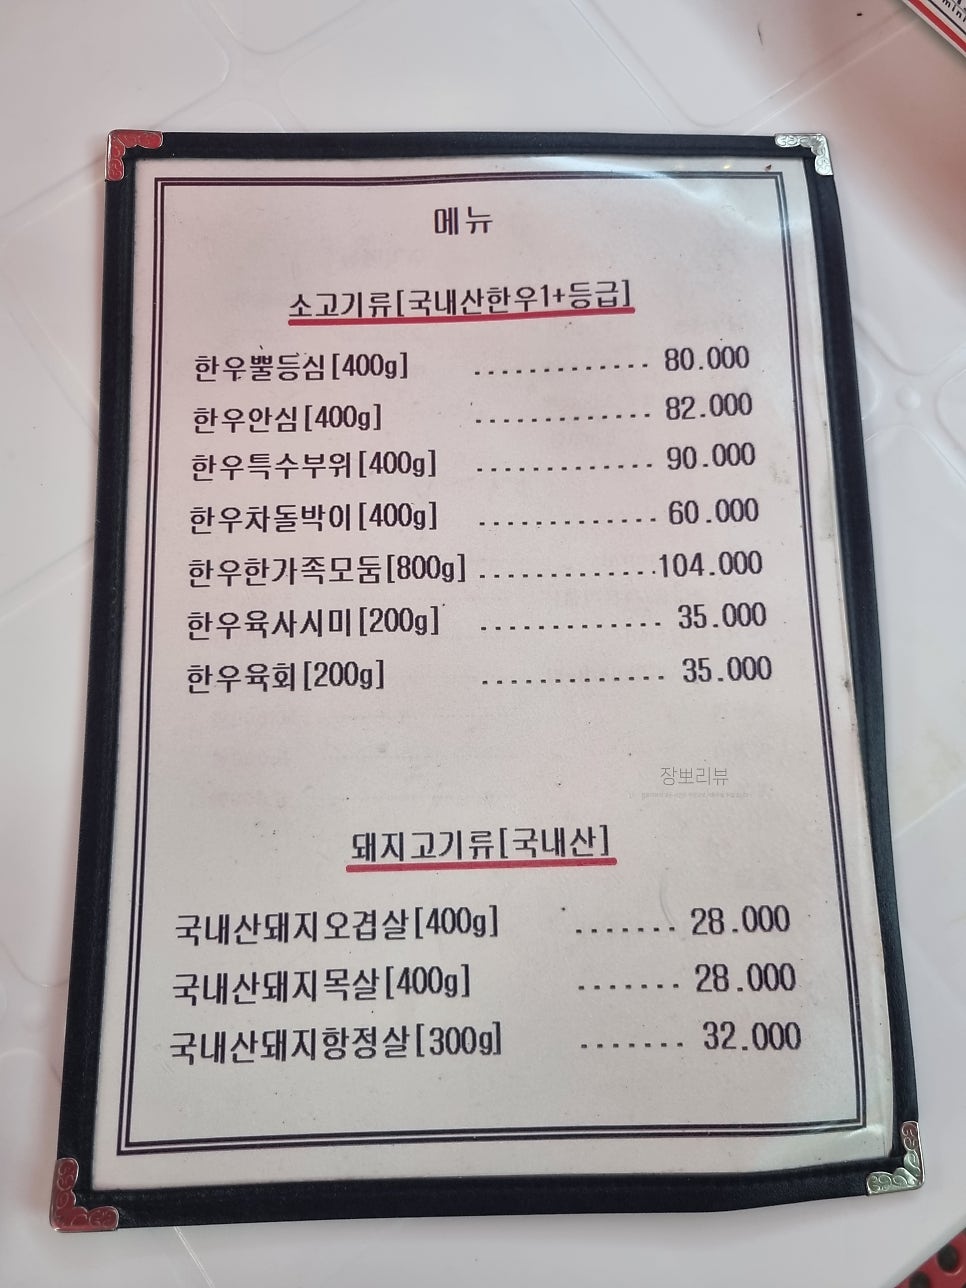 메뉴
소고기류[국내산한우1+등급]
한우뿔등심[400g] ............. 80.000
한우안심[400g] ............. 82.000
한우특수부위[400g] ............. 90.000
한우차돌박이[400g] ............. 60.000
한우한가족모둠[800g] .............104.000
한우육사시미[200g] ............. 35.000
한우육회[200g] ............. 35.000
장뽀리뷰
돼지고기류[국내산]
국내산돼지오겹살[400g] ....... 28.000
국내산돼지목살[400g] ....... 28.000
국내산돼지항정살[300g] ....... 32.000